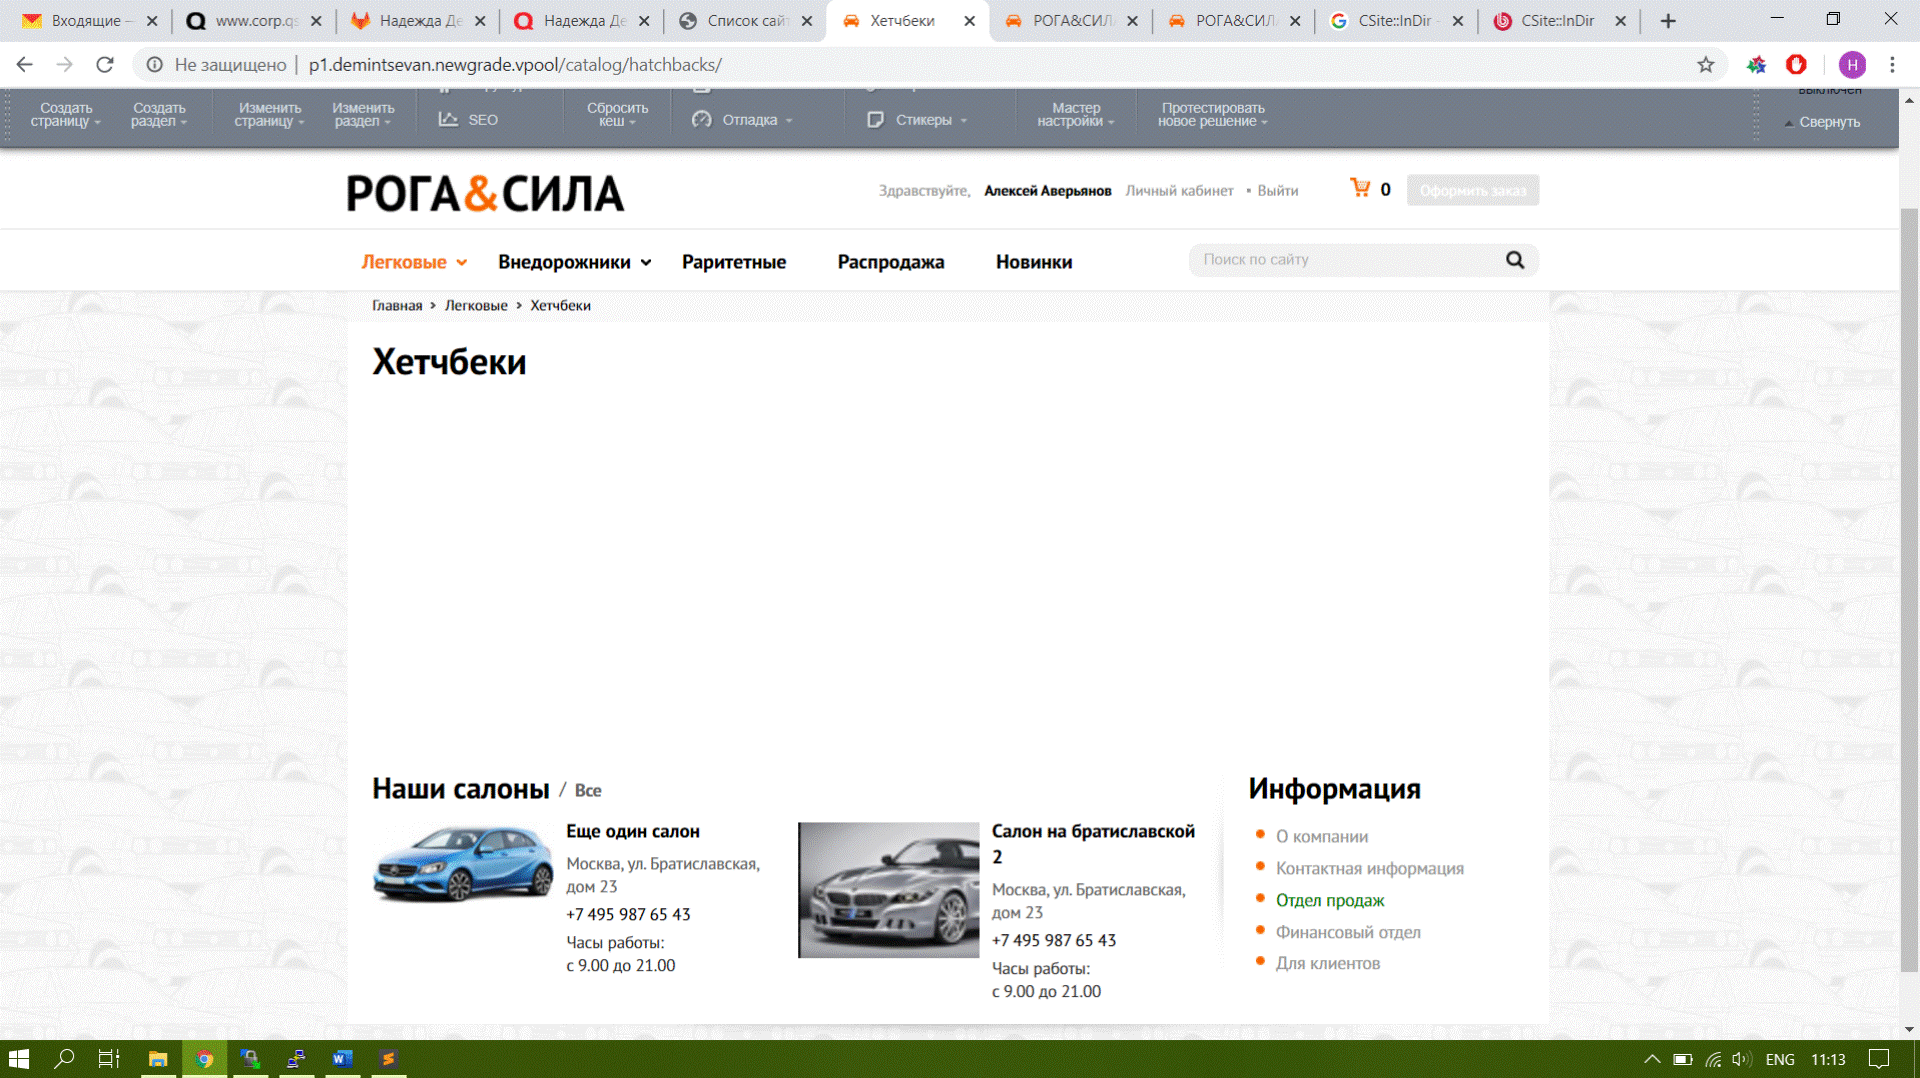 Входящие —
www.corp.qs
Надежда Де
Надежда Де
Список сайт
Хетчбеки
РОГА&СИЛА
РОГА&СИЛА
CSite::InDir -
CSite::InDir
Не защищено | p1.demintsevan.newgrade.vpool/catalog/hatchbacks/
H
Создать страницу
Создать раздел
Изменить страницу
Изменить раздел
SEO
Сбросить кеш
Отладка
Стикеры
Мастер настройки
Протестировать новое решение
выключен
Свернуть
РОГА&СИЛА
Здравствуйте, Алексей Аверьянов Личный кабинет • Выйти
0
Оформить заказ
Легковые
Внедорожники
Раритетные
Распродажа
Новинки
Поиск по сайту
Главная > Легковые > Хетчбеки
Хетчбеки
Наши салоны / Все
Еще один салон
Москва, ул. Братиславская,
дом 23
+7 495 987 65 43
Часы работы:
с 9.00 до 21.00
Салон на братиславской
2
Москва, ул. Братиславская,
дом 23
+7 495 987 65 43
Часы работы:
с 9.00 до 21.00
Информация
О компании
Контактная информация
Отдел продаж
Финансовый отдел
Для клиентов
ENG
11:13